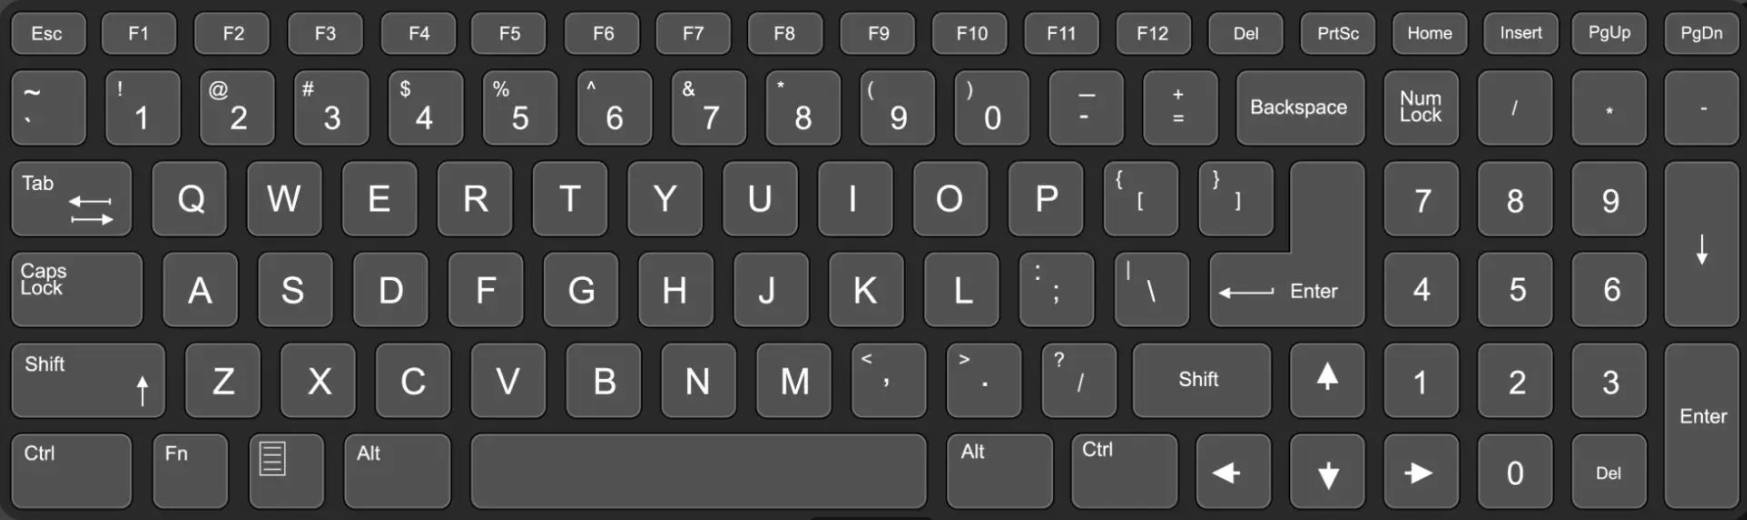 Esc F1 F2 F3 F4 F5 F6 F7 F8 F9 F10 F11 F12 Del PrtSc Home Insert PgUp PgDn
~ ` ! 1 @ 2 # 3 $ 4 % 5 ^ 6 & 7 * 8 ( 9 ) 0 — - + = Backspace Num Lock / * -
Tab Q W E R T Y U I O P { [ } ] 7 8 9
Caps Lock A S D F G H J K L : ; | \ Enter 4 5 6
Shift Z X C V B N M < , > . ? / Shift 1 2 3 Enter
Ctrl Fn Alt Alt Ctrl 0 Del